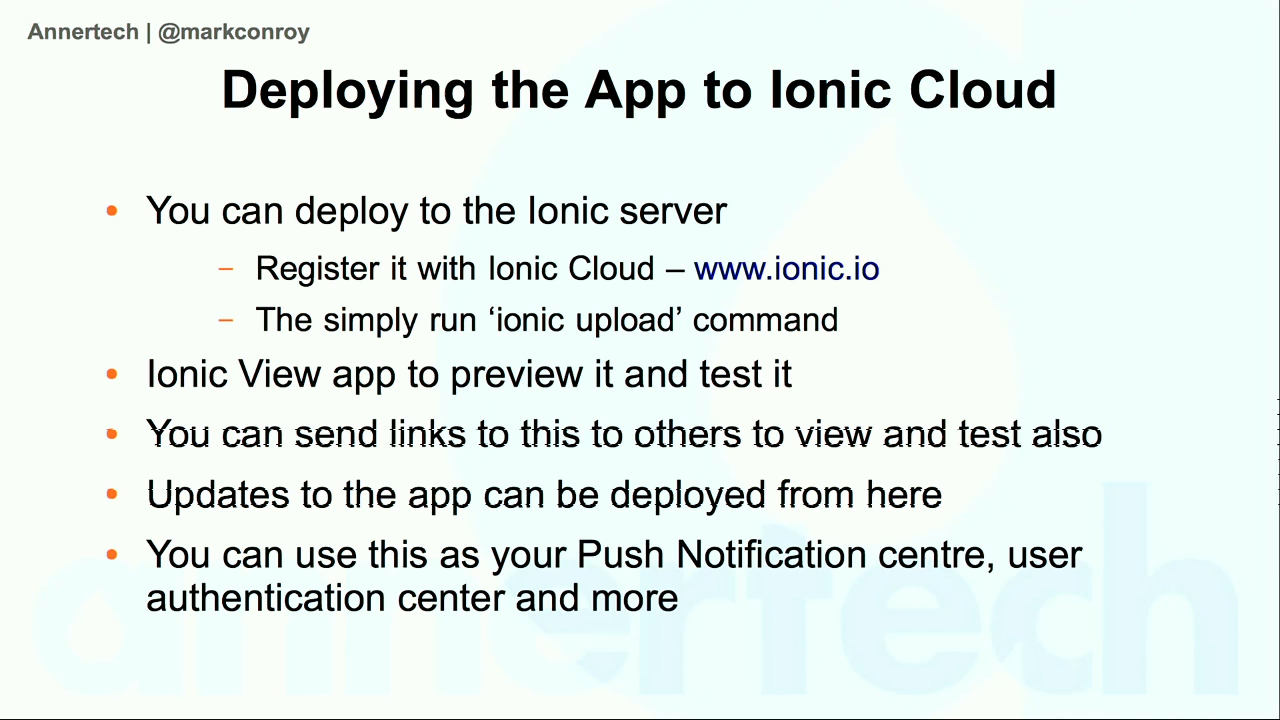 Annertech | @markconroy
Deploying the App to Ionic Cloud
• You can deploy to the Ionic server
– Register it with Ionic Cloud – www.ionic.io
– The simply run ‘ionic upload’ command
• Ionic View app to preview it and test it
• You can send links to this to others to view and test also
• Updates to the app can be deployed from here
• You can use this as your Push Notification centre, user
authentication center and more
annertech